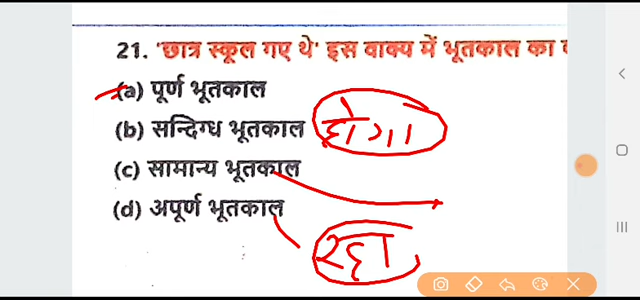 21. 'छात्र स्कूल गए थे' इस वाक्य में भूतकाल का
(a) पूर्ण भूतकाल
(b) सन्दिग्ध भूतकाल होगा
(c) सामान्य भूतकाल
(d) अपूर्ण भूतकाल
रहा